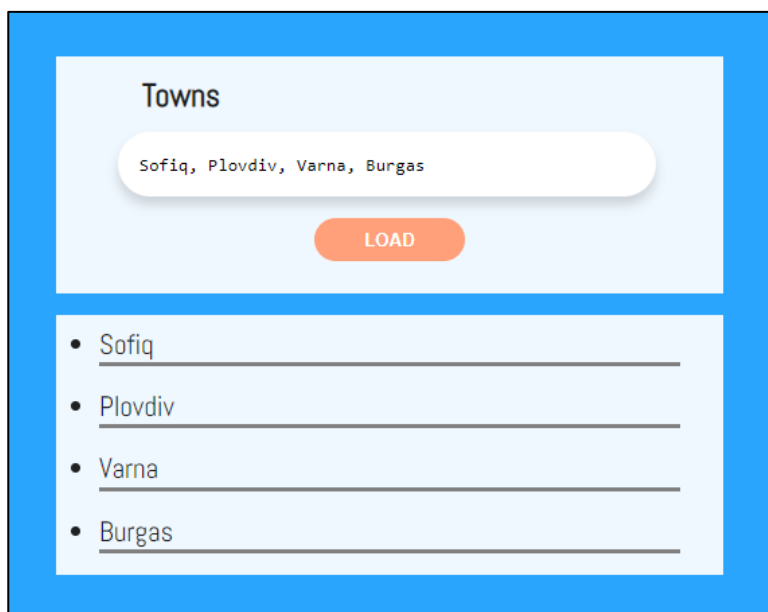 Towns
Sofiq, Plovdiv, Varna, Burgas
LOAD
Sofiq
Plovdiv
Varna
Burgas